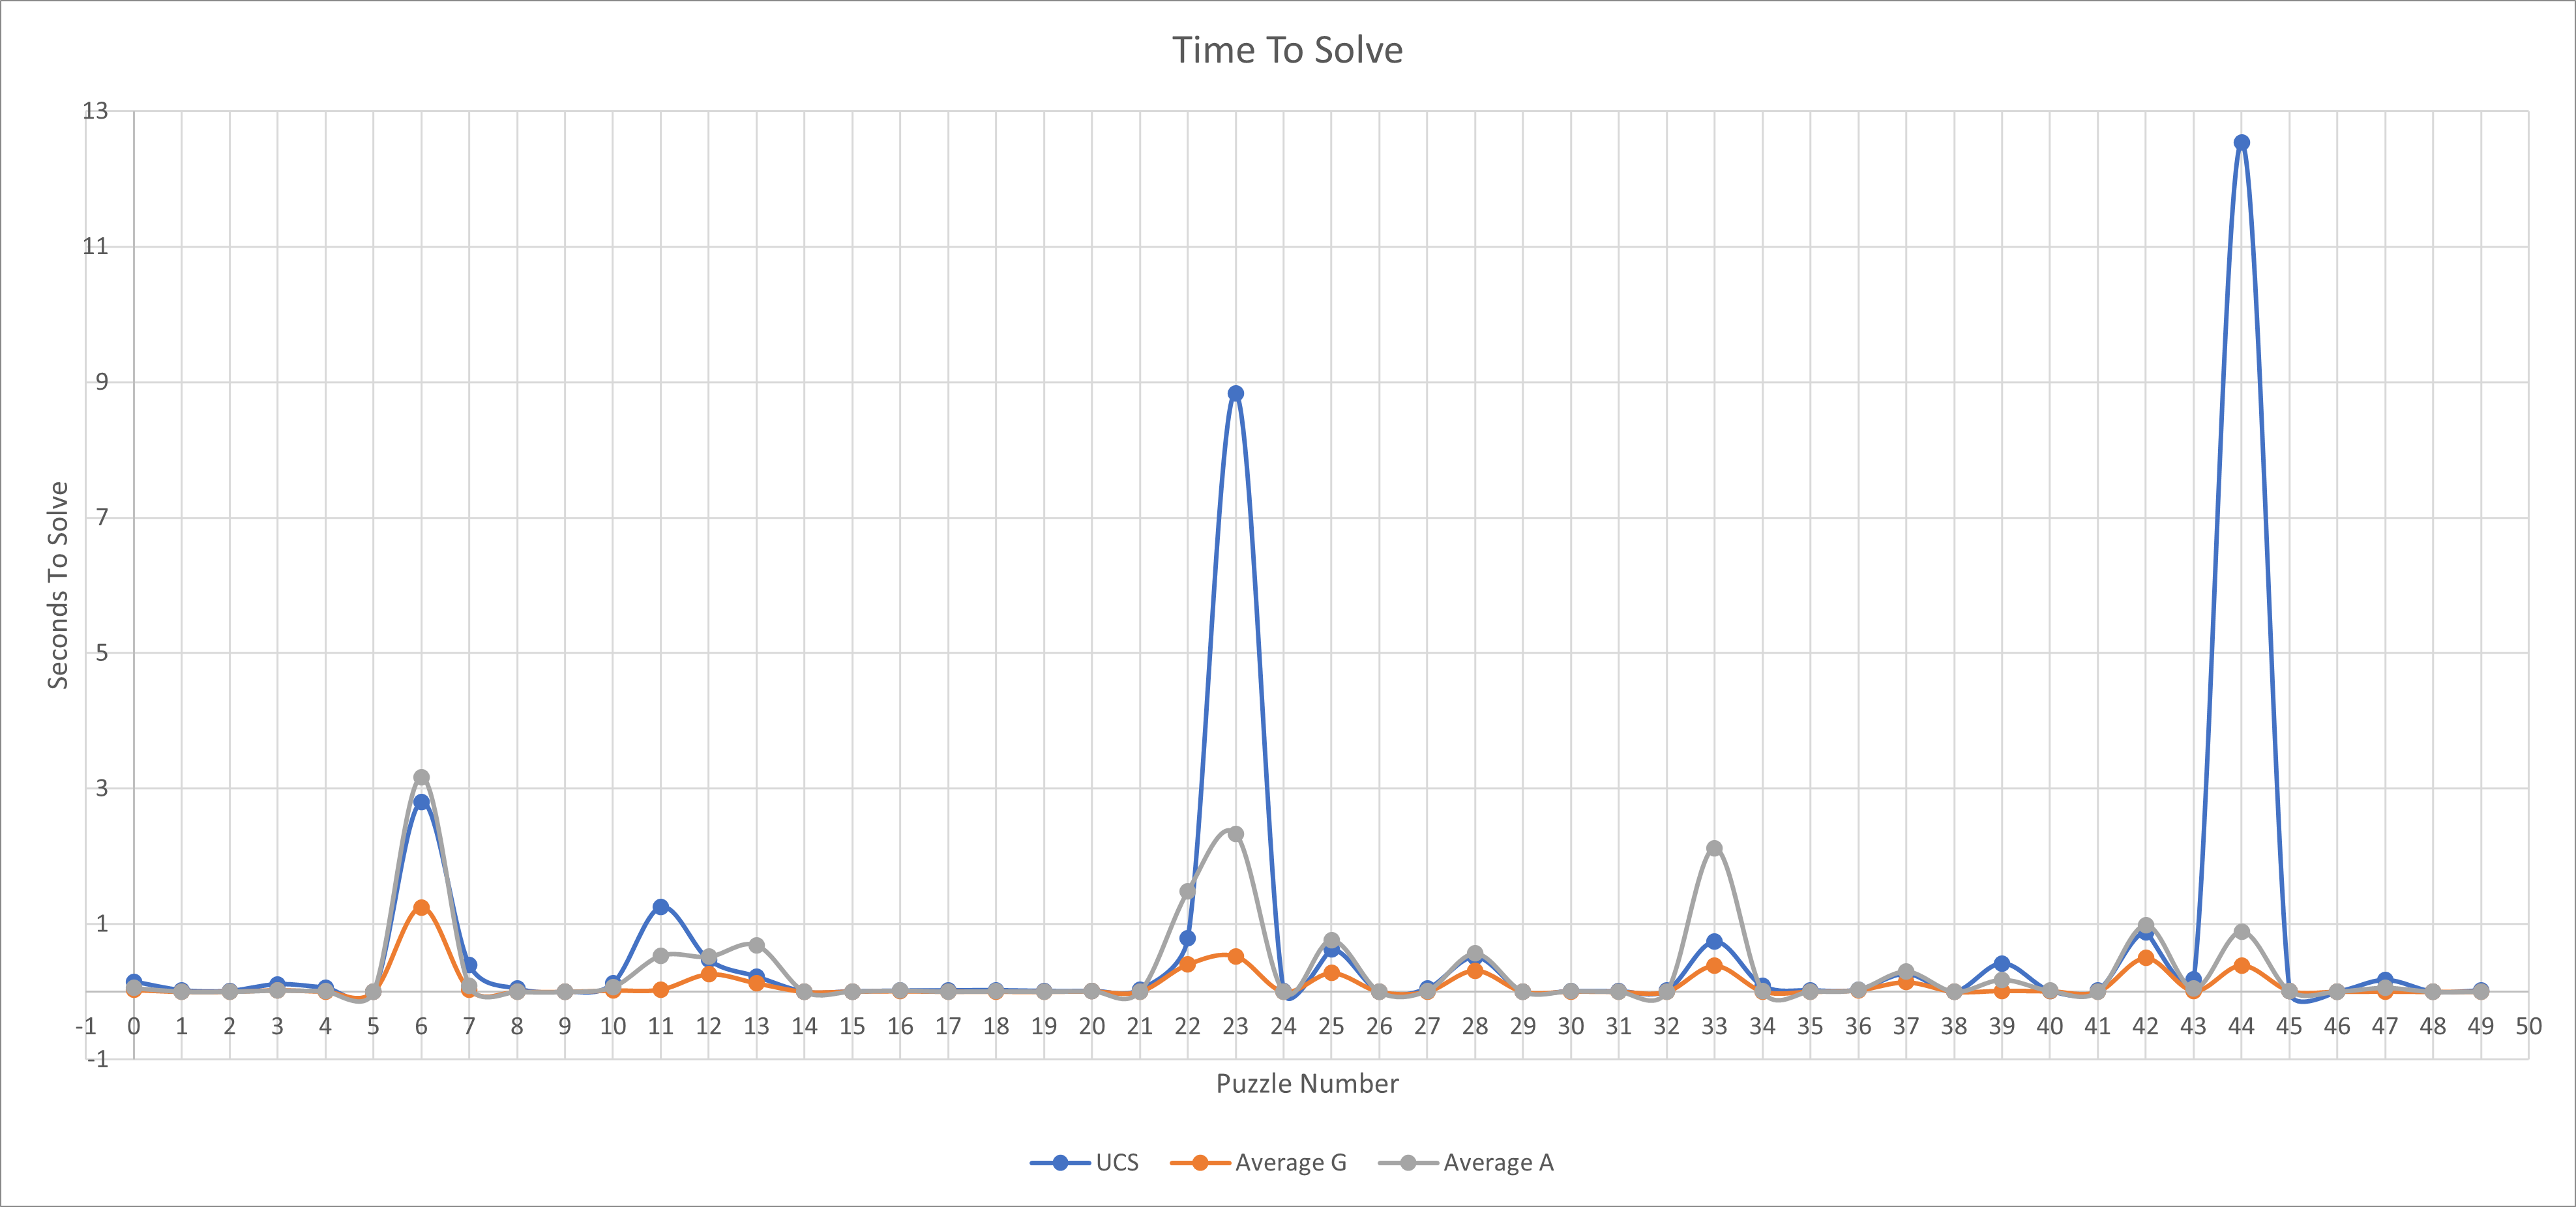 Time To Solve
13
11
9
7
5
3
1
-1
Seconds To Solve
-1 0 1 2 3 4 5 6 7 8 9 10 11 12 13 14 15 16 17 18 19 20 21 22 23 24 25 26 27 28 29 30 31 32 33 34 35 36 37 38 39 40 41 42 43 44 45 46 47 48 49 50
Puzzle Number
UCS Average G Average A